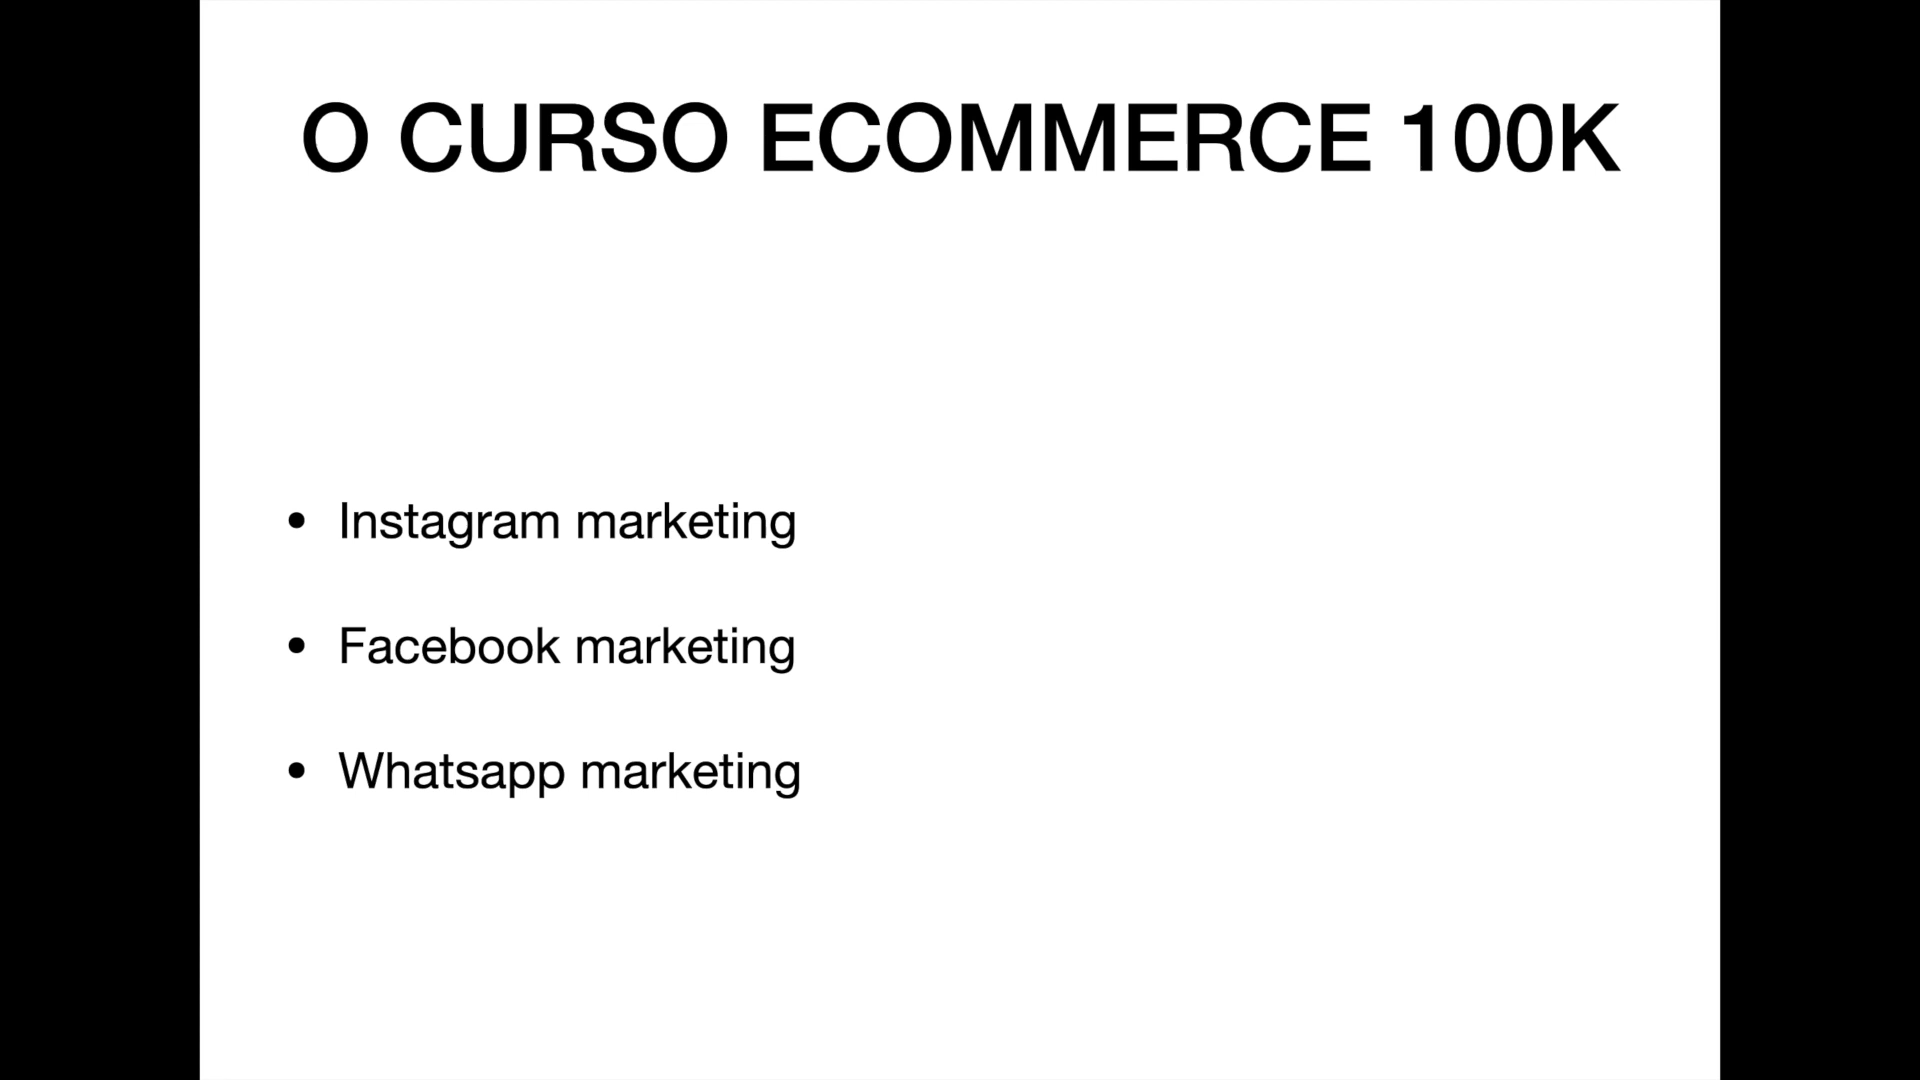 O CURSO ECOMMERCE 100K
• Instagram marketing
• Facebook marketing
• Whatsapp marketing